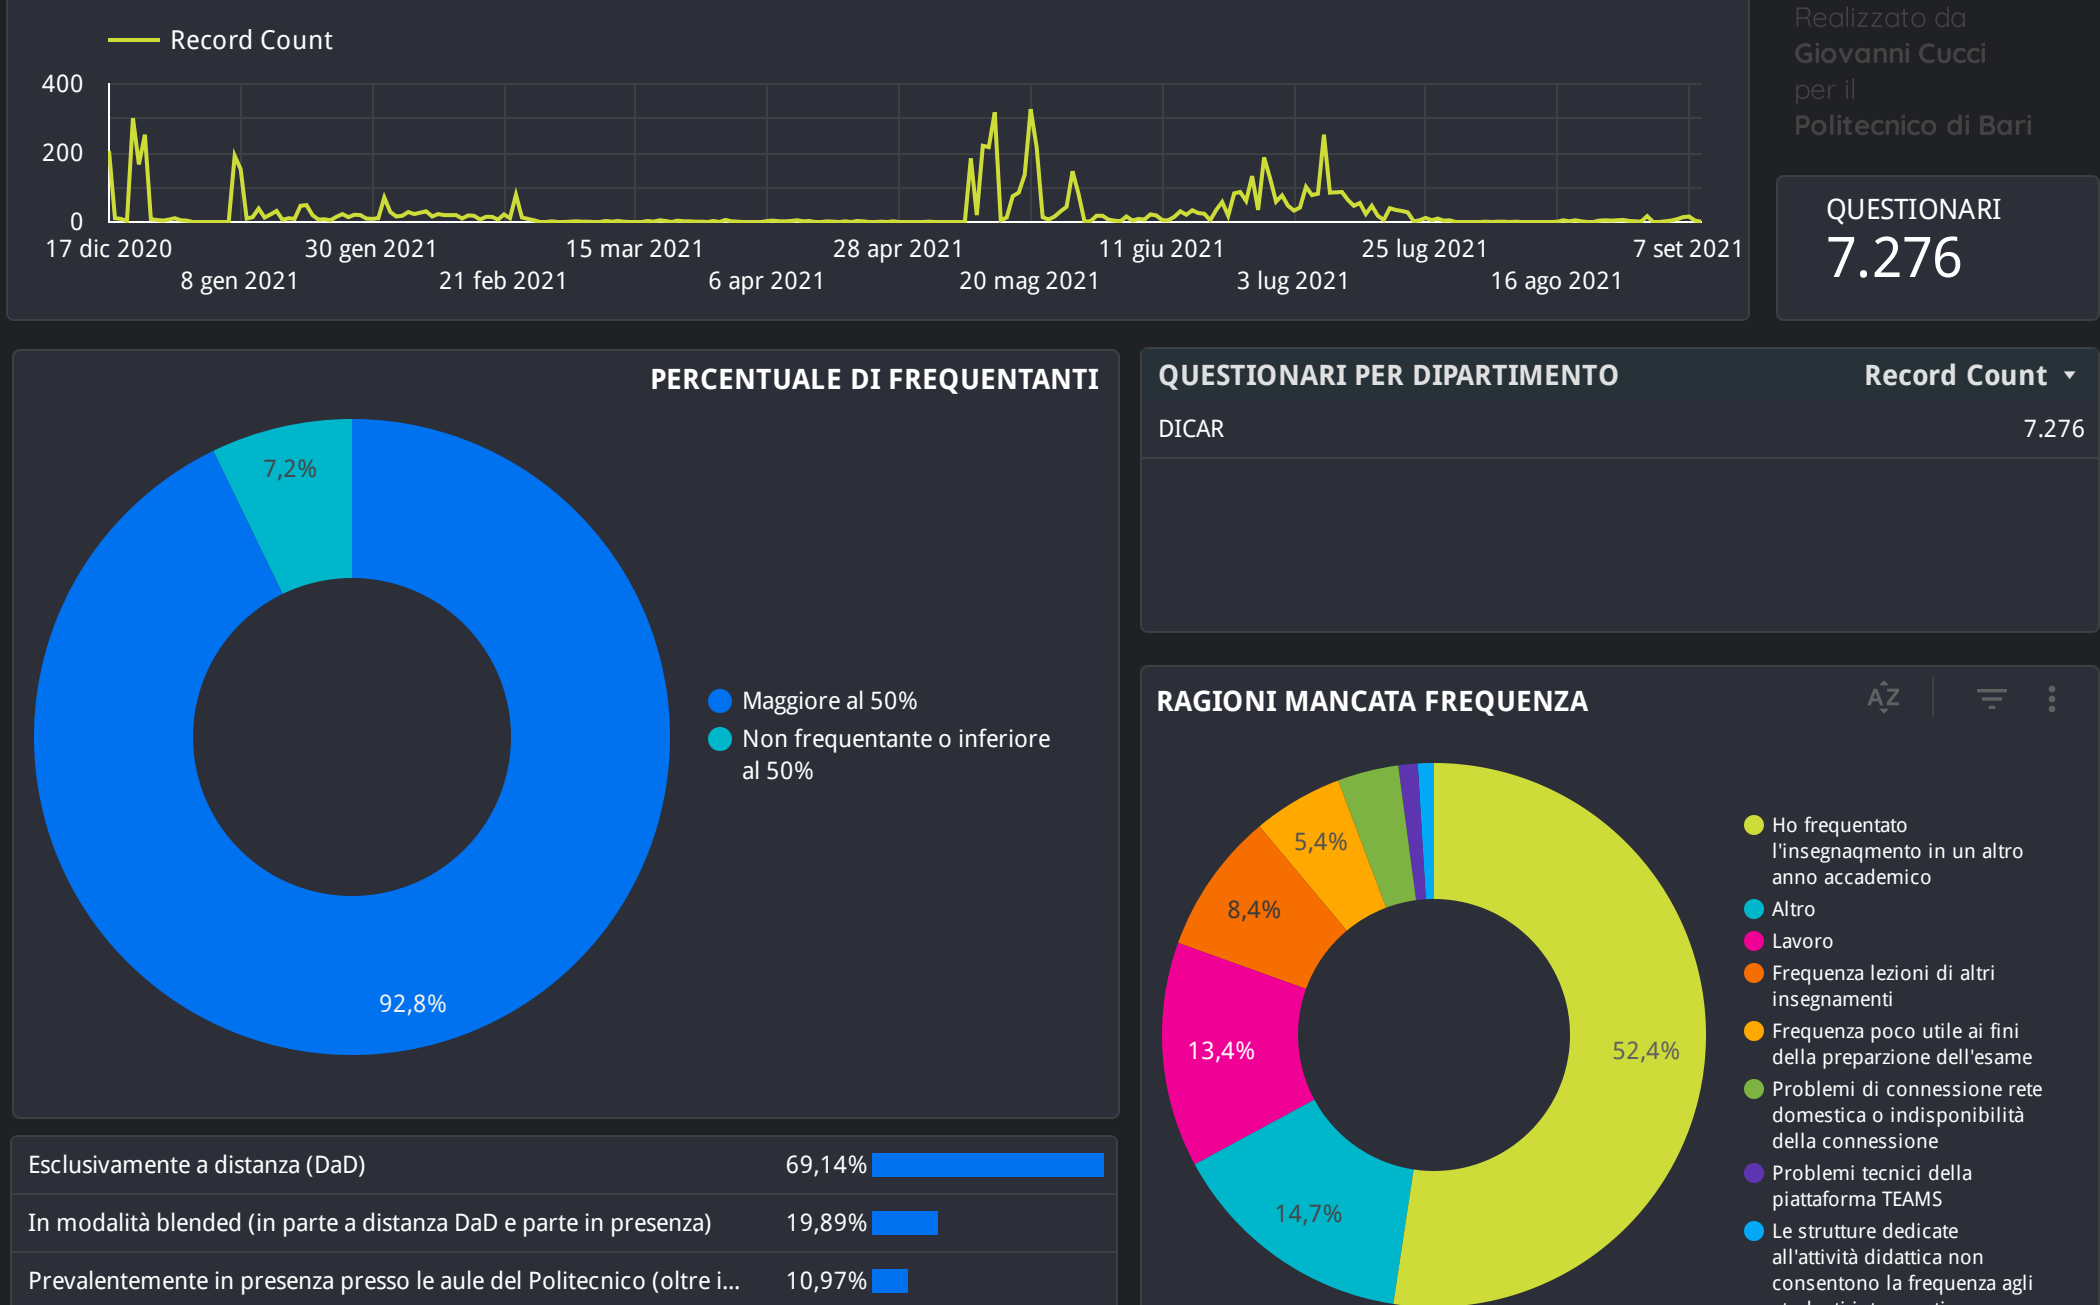 Record Count
400
200
0
17 dic 2020
30 gen 2021
15 mar 2021
28 apr 2021
11 giu 2021
25 lug 2021
7 set 2021
8 gen 2021
21 feb 2021
6 apr 2021
20 mag 2021
3 lug 2021
16 ago 2021
Realizzato da
Giovanni Cucci
per il
Politecnico di Bari
QUESTIONARI
7.276
PERCENTUALE DI FREQUENTANTI
7,2%
92,8%
Maggiore al 50%
Non frequentante o inferiore
al 50%
QUESTIONARI PER DIPARTIMENTO Record Count
DICAR 7.276
RAGIONI MANCATA FREQUENZA
AZ
5,4%
8,4%
13,4%
52,4%
14,7%
Ho frequentato
l'insegnaqmento in un altro
anno accademico
Altro
Lavoro
Frequenza lezioni di altri
insegnamenti
Frequenza poco utile ai fini
della preparzione dell'esame
Problemi di connessione rete
domestica o indisponibilità
della connessione
Problemi tecnici della
piattaforma TEAMS
Le strutture dedicate
all'attività didattica non
consentono la frequenza agli
Esclusivamente a distanza (DaD) 69,14%
In modalità blended (in parte a distanza DaD e parte in presenza) 19,89%
Prevalentemente in presenza presso le aule del Politecnico (oltre i... 10,97%